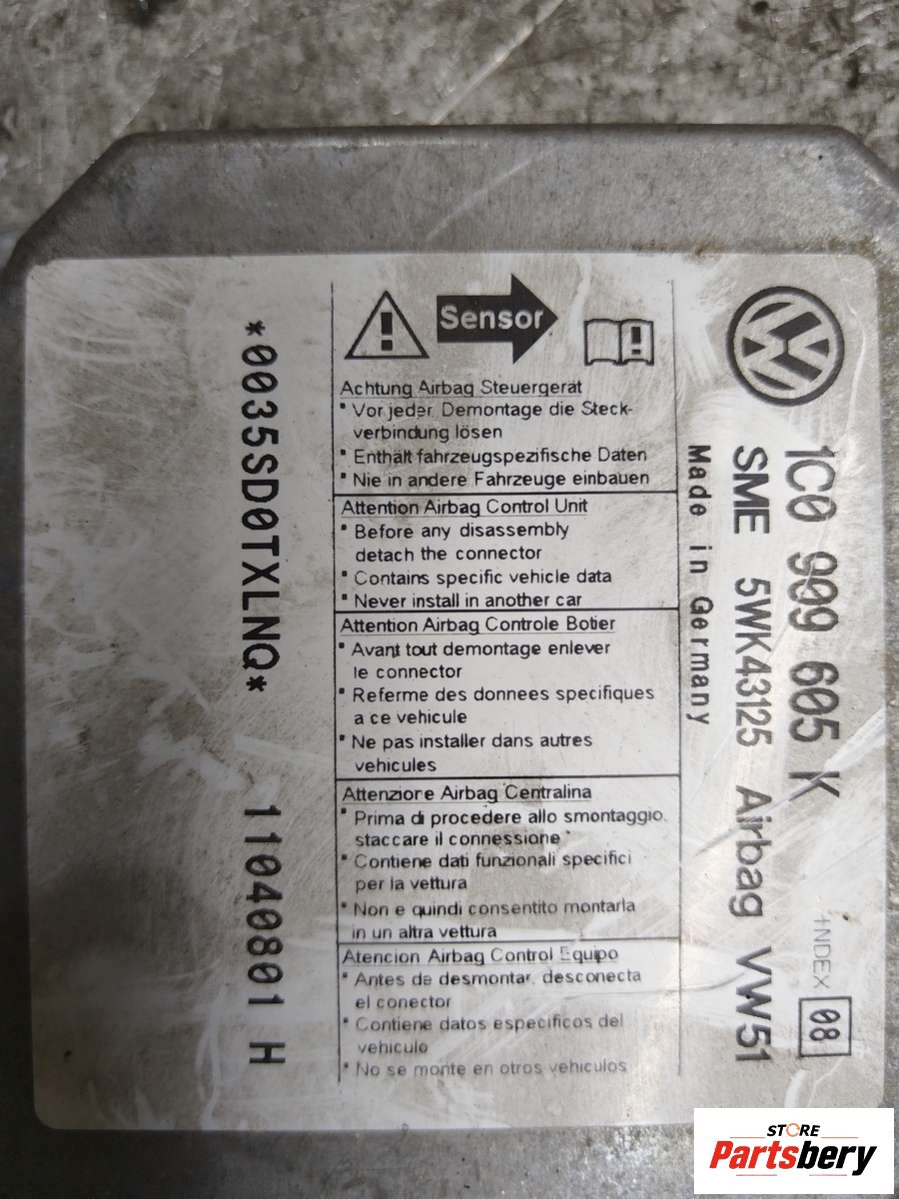 1C0 909 605 K
INDEX 08
SME 5WK43125 Airbag VW51
Made in Germany
Sensor
Achtung Airbag Steuergerät
* Vor jeder Demontage die Steck-
verbindung lösen
* Enthält fahrzeugspezifische Daten
* Nie in andere Fahrzeuge einbauen
Attention Airbag Control Unit
* Before any disassembly
detach the connector
* Contains specific vehicle data
* Never install in another car
Attention Airbag Controle Botier
* Avant tout demontage enlever
le connector
* Referme des donnees specifiques
a ce vehicule
* Ne pas installer dans autres
vehicules
Attenzione Airbag Centralina
* Prima di procedere allo smontaggio
staccare il connessione
* Contiene dati funzionali specifici
per la vettura
* Non e quindi consentito montarla
in un altra vettura
Atencion Airbag Control Equipo
* Antes de desmontar, desconecta
el conector
* Contiene datos especificos del
vehiculo
* No se monte en otros vehiculos
*0035SD0TXLNQ* 11040801 H
STORE
Partsbery